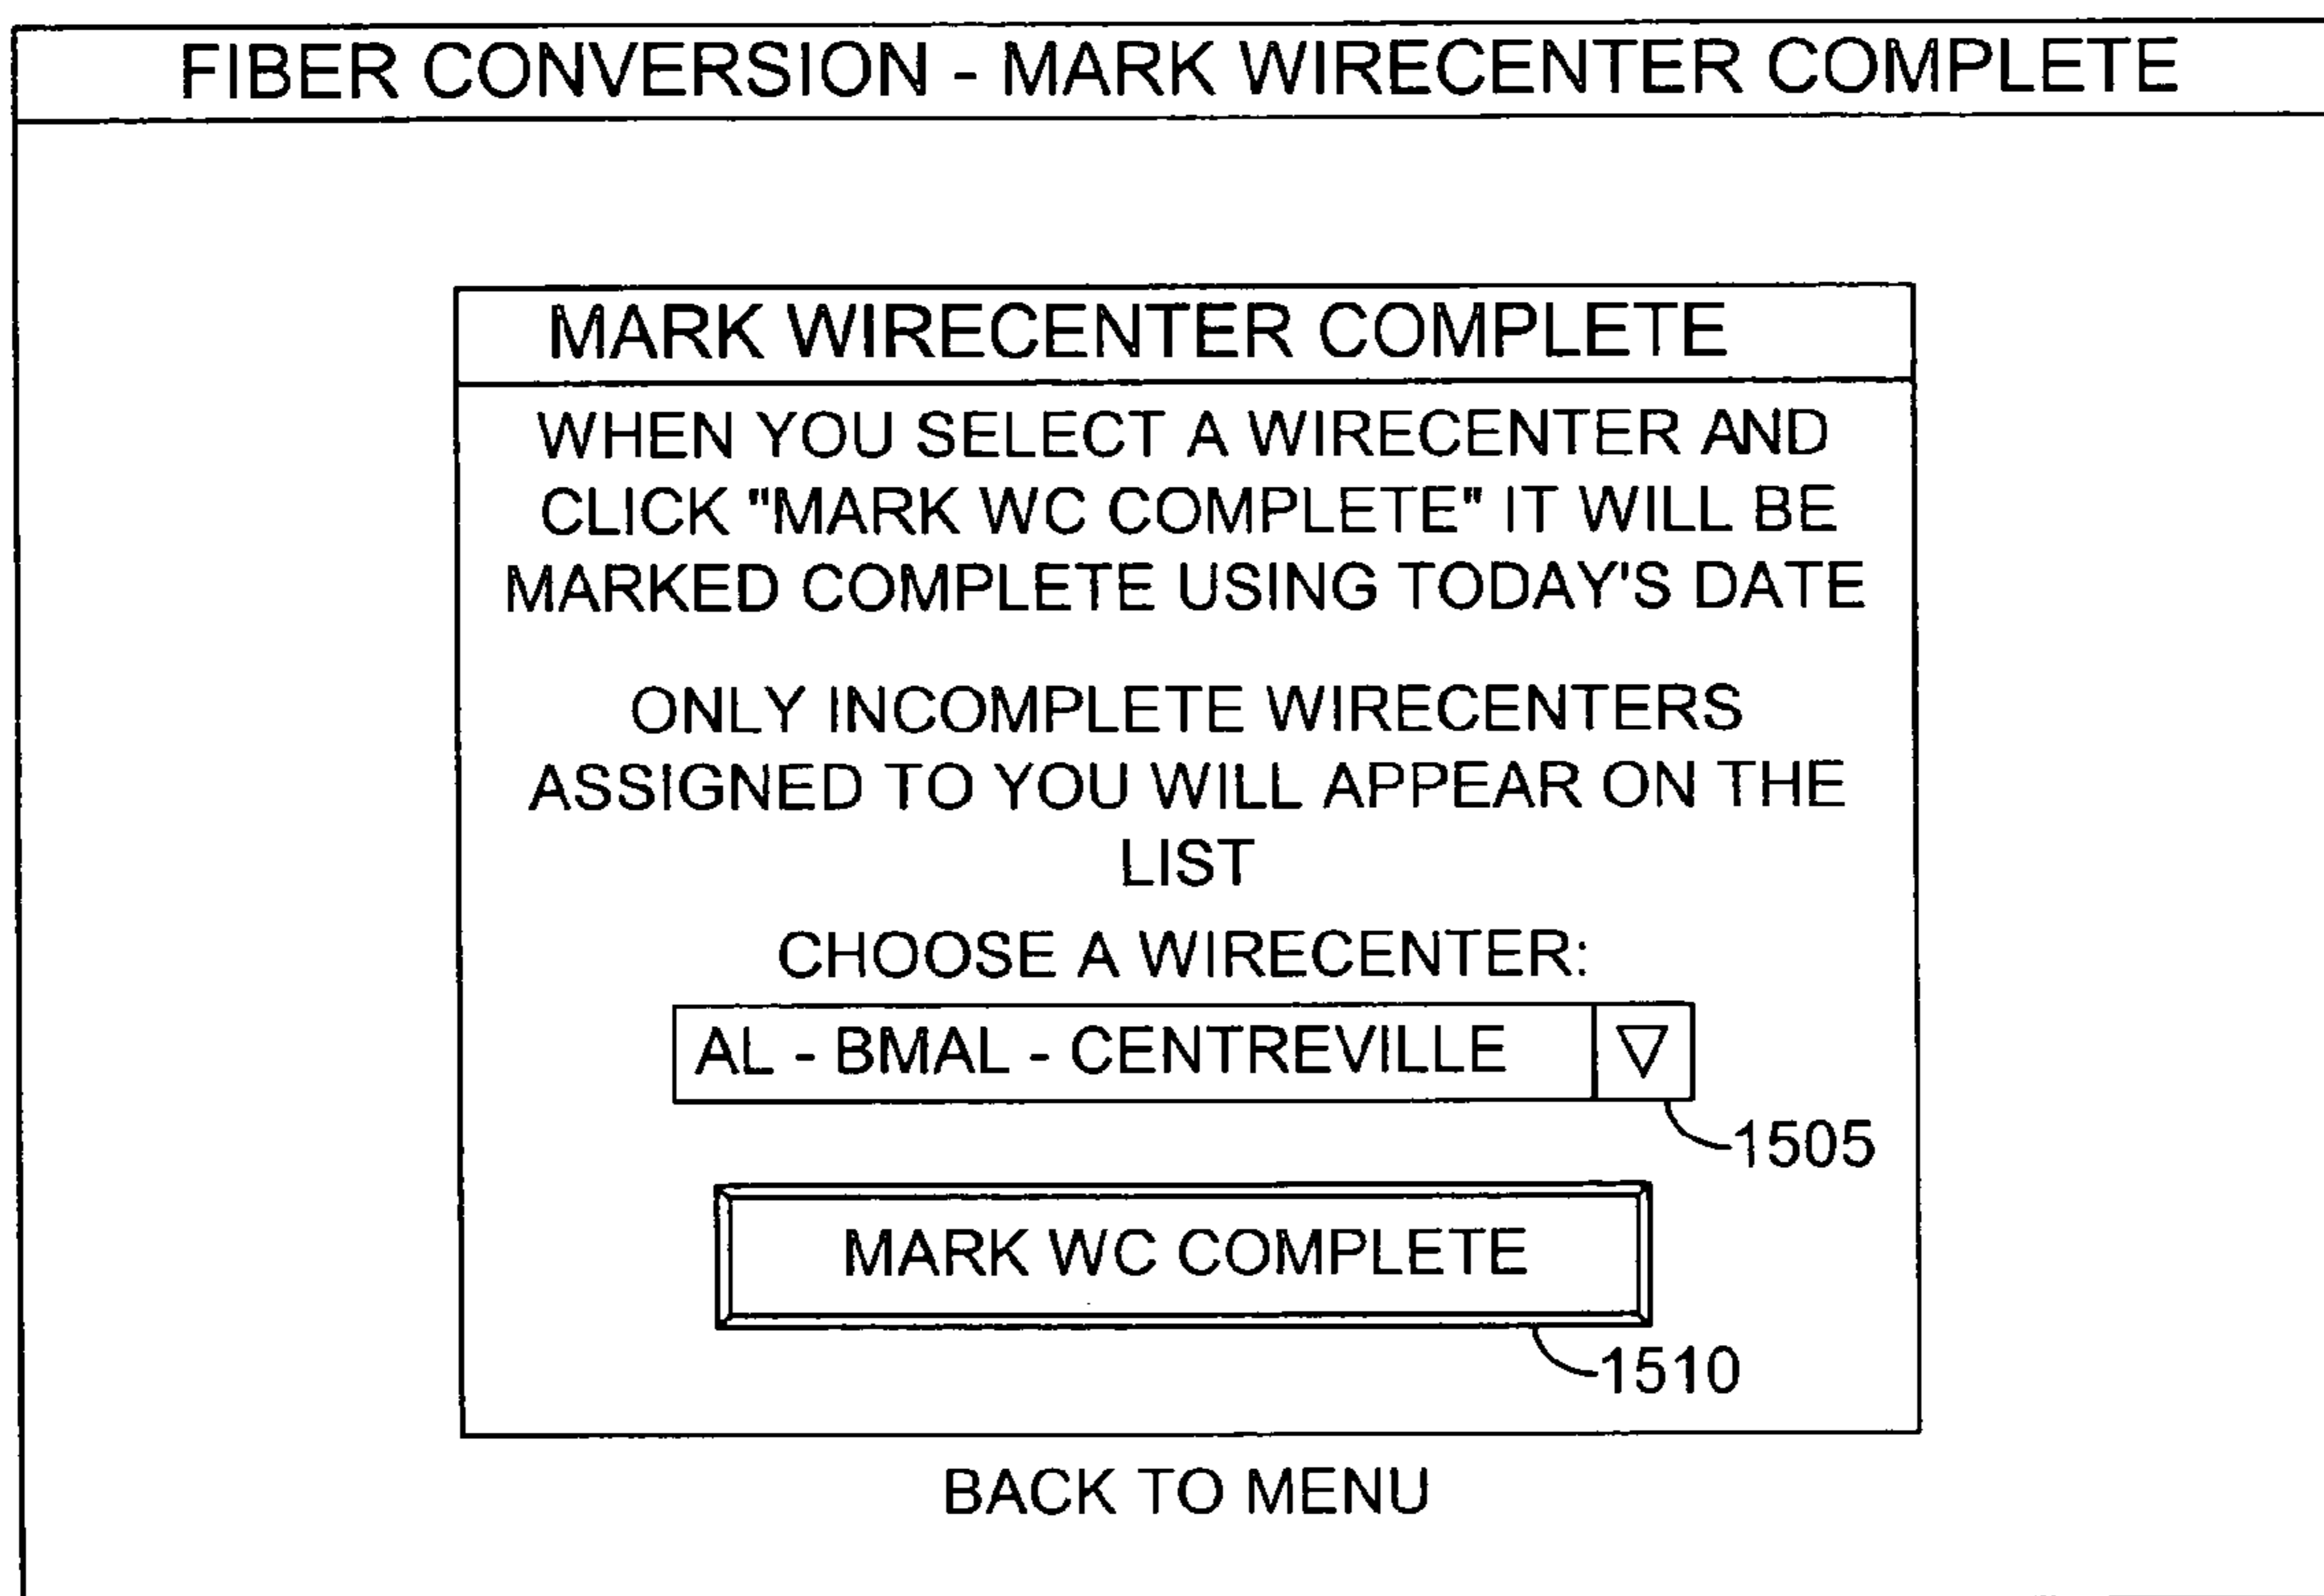 FIBER CONVERSION - MARK WIRECENTER COMPLETE
MARK WIRECENTER COMPLETE
WHEN YOU SELECT A WIRECENTER AND
CLICK "MARK WC COMPLETE" IT WILL BE
MARKED COMPLETE USING TODAY'S DATE
ONLY INCOMPLETE WIRECENTERS
ASSIGNED TO YOU WILL APPEAR ON THE
LIST
CHOOSE A WIRECENTER:
AL - BMAL - CENTREVILLE
1505
MARK WC COMPLETE
1510
BACK TO MENU